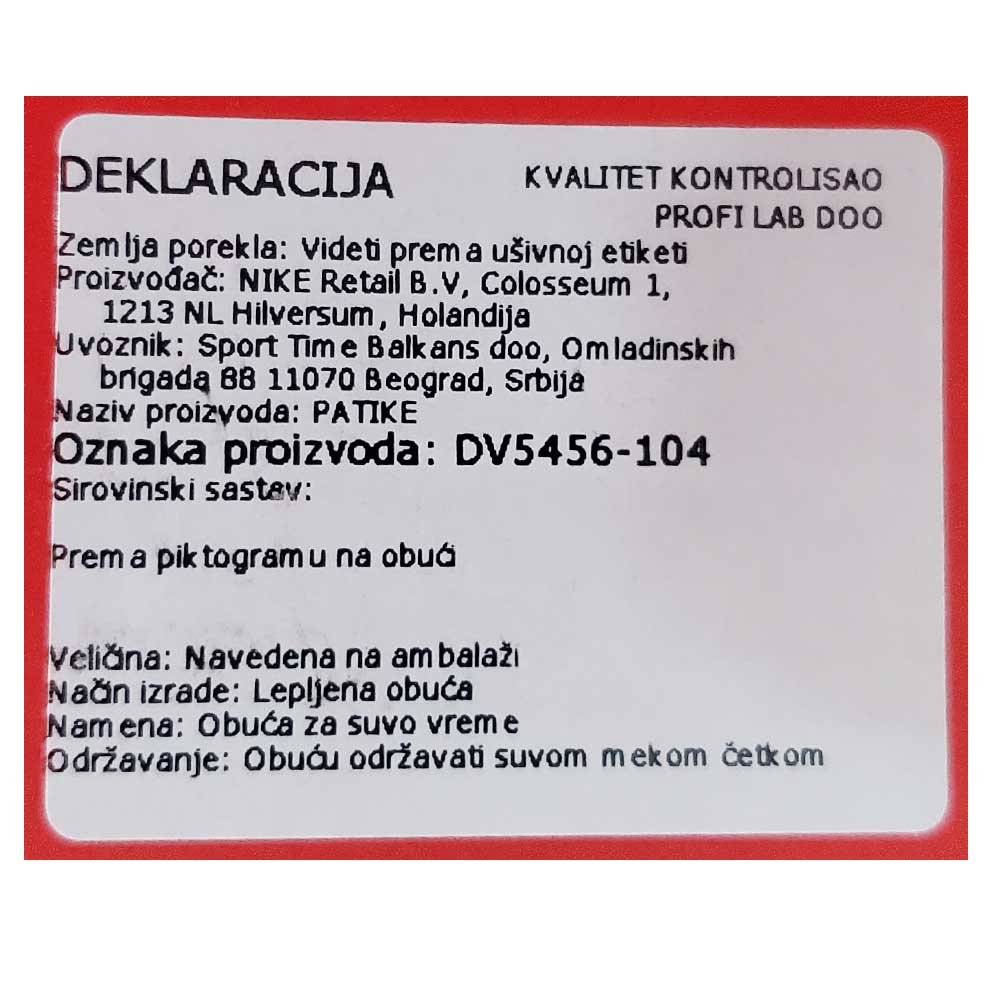 DEKLARACIJA
KVALITET KONTROLISAO
PROFI LAB DOO
Zemlja porekla: Videti prema ušivnoj etiketi
Proizvođač: NIKE Retail B.V, Colosseum 1,
1213 NL Hilversum, Holandija
Uvoznik: Sport Time Balkans doo, Omladinskih
brigada 88 11070 Beograd, Srbija
Naziv proizvoda: PATIKE
Oznaka proizvoda: DV5456-104
Sirovinski sastav:
Prema piktogramu na obući
Veličina: Navedena na ambalaži
Način izrade: Lepljena obuća
Namena: Obuća za suvo vreme
Održavanje: Obuću održavati suvom mekom četkom